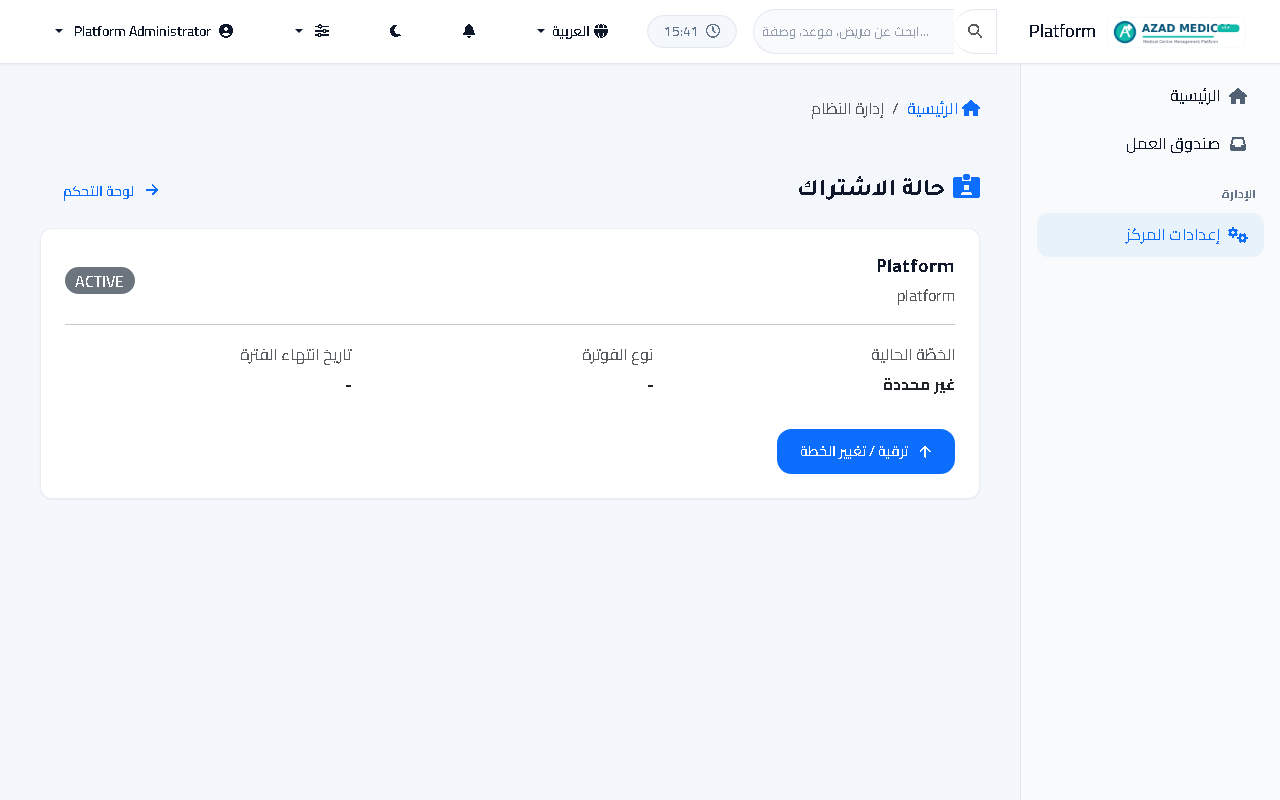 AZAD MEDIC
Medical Centre Management Platform
Platform
ابحث عن مريض، موعد، وصفة...
15:41
العربية
Platform Administrator
الرئيسية
صندوق العمل
الإدارة
إعدادات المركز
الرئيسية / إدارة النظام
حالة الاشتراك
لوحة التحكم
Platform
platform
ACTIVE
الخطّة الحالية
غير محددة
نوع الفوترة
-
تاريخ انتهاء الفترة
-
ترقية / تغيير الخطة